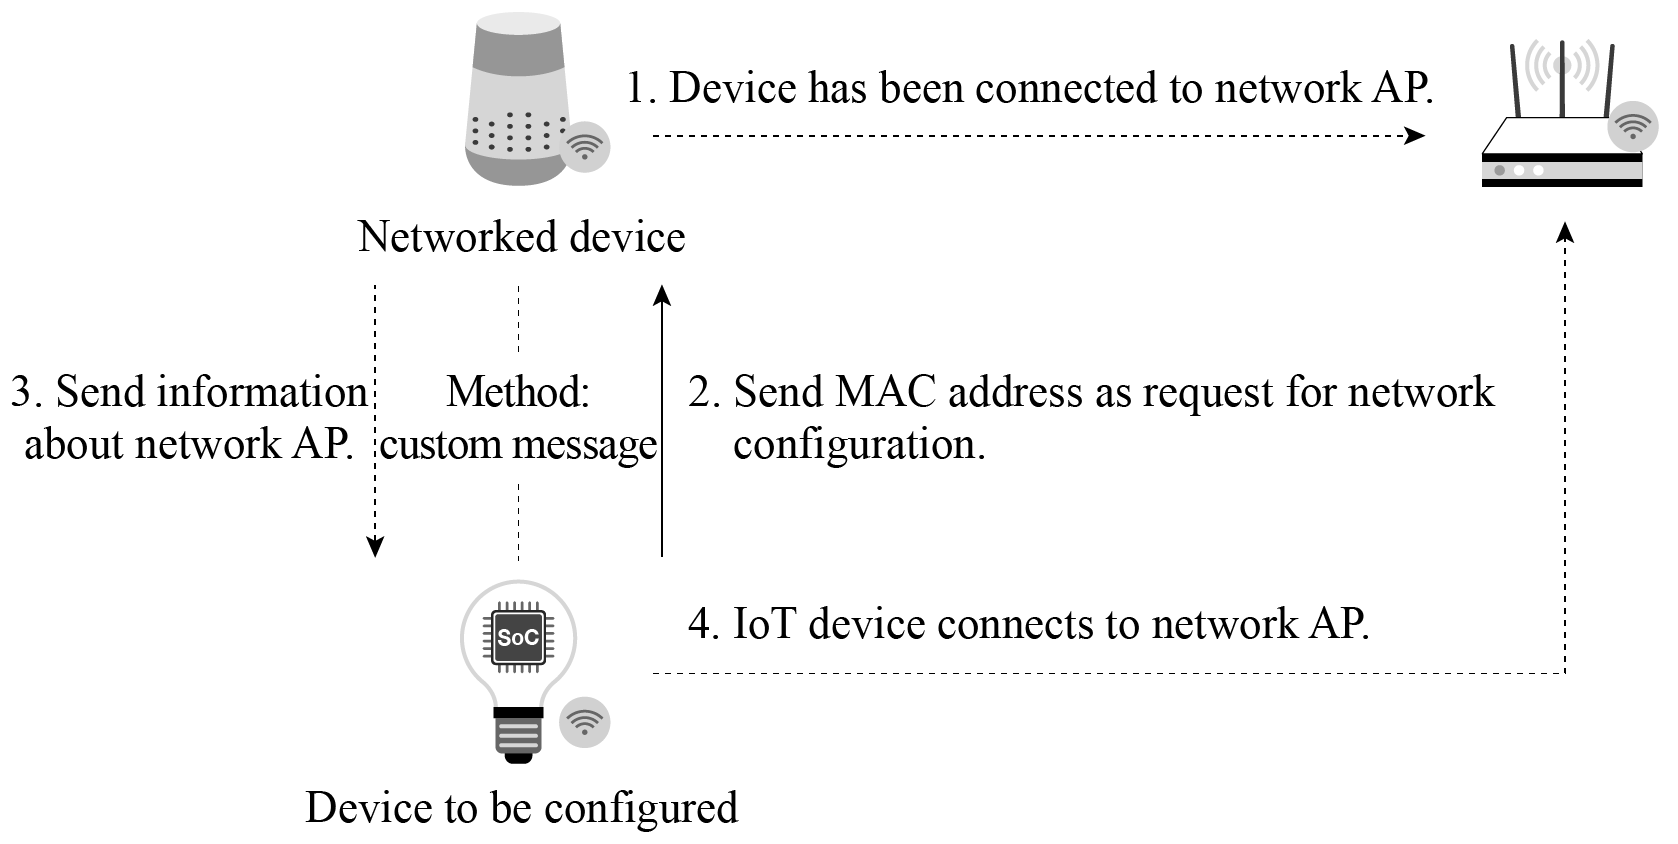 1. Device has been connected to network AP.
Networked device
3. Send information
about network AP.
Method:
custom message
2. Send MAC address as request for network
configuration.
SoC
4. IoT device connects to network AP.
Device to be configured